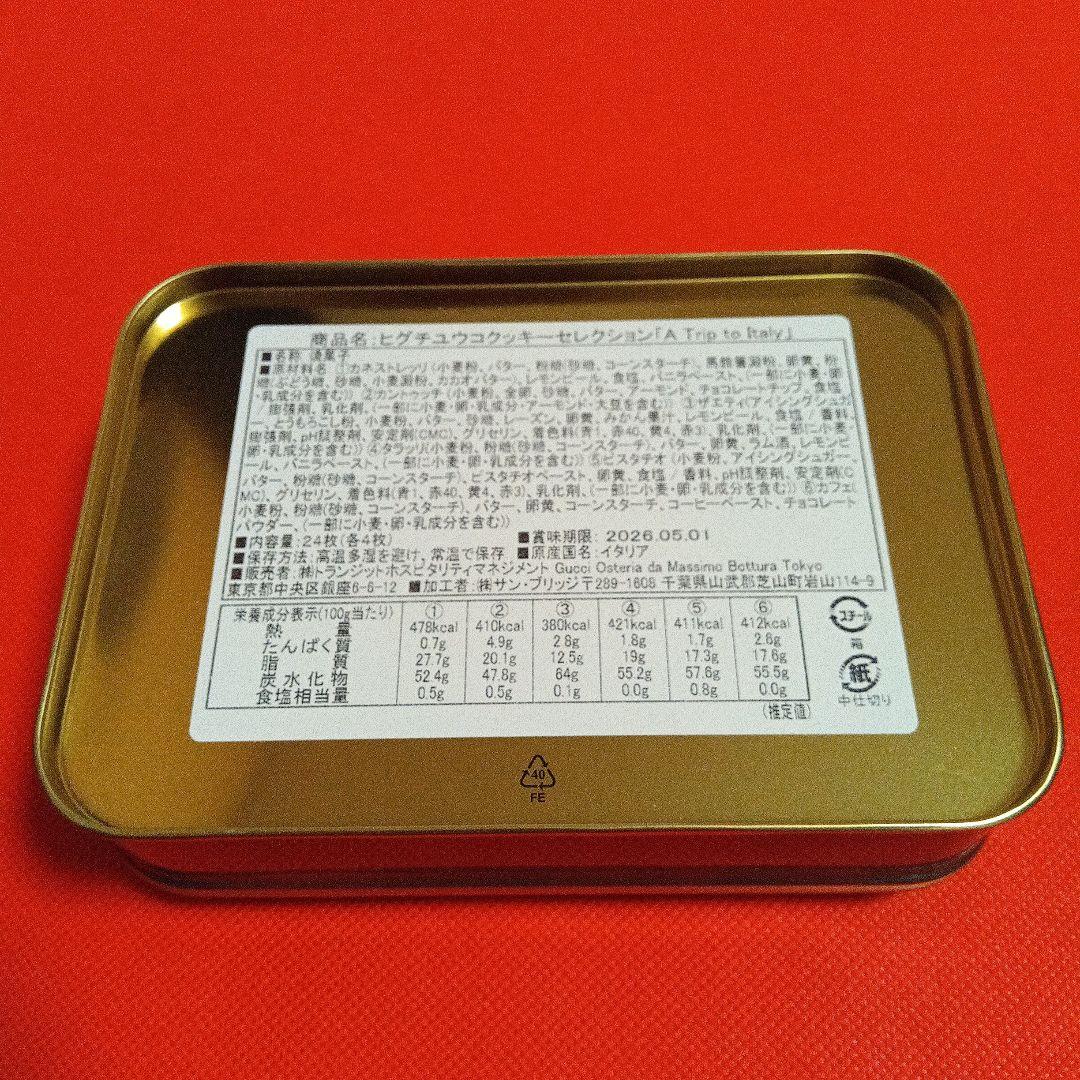 商品名:ヒグチユウコクッキーセレクション「A Trip to Italy」
■名称 焼菓子
■原材料名 ①カネストレッリ(小麦粉、バター、粉糖(砂糖、コーンスターチ、馬鈴薯澱粉、卵黄、粉
糖(ぶどう糖、砂糖、小麦澱粉、カカオバター、レモンピール、食塩、バニラペースト、一部に小麦・卵
・乳成分を含む)) ②カントゥッチ(小麦粉、全卵、砂糖、バター、アーモンド、チョコレートチップ、食塩
/膨張剤、乳化剤、(一部に小麦・卵・乳成分・アーモンド・大豆を含む)) ③ザエティ(アイシングシュガ
ー、とうもろこし粉、小麦粉、バター、砂糖、レーズン、卵黄、みかん果汁、レモンピール、食塩/香料、
膨張剤、pH調整剤、安定剤(CMC)、グリセリン、着色料(青1、赤40、黄4、赤3)、乳化剤、(一部に小麦・卵
・乳成分を含む)) ④タラッリ(小麦粉、粉糖(砂糖、コーンスターチ)、バター、卵黄、ラム酒、レモンピ
ール、バニラペースト、(一部に小麦・卵・乳成分を含む)) ⑤ピスタチオ(小麦粉、アイシングシュガー、
バター、粉糖(砂糖、コーンスターチ)、ピスタチオペースト、卵黄、食塩/香料、pH調整剤、安定剤(C
MC)、グリセリン、着色料(青1、赤40、黄4、赤3)、乳化剤、(一部に小麦・卵・乳成分を含む)) ⑥カフェ(
小麦粉、粉糖(砂糖、コーンスターチ)、バター、卵黄、コーンスターチ、コーヒーペースト、チョコレート
パウダー、(一部に小麦・卵・乳成分を含む))
■内容量:24枚(各4枚) ■賞味期限:2026.05.01
■保存方法:高温多湿を避け、常温で保存 ■原産国名:イタリア
■販売者:㈱トランジットホスピタリティマネジメント Gucci Osteria da Massimo Bottura Tokyo
東京都中央区銀座6-6-12 ■加工者:(株)サン・ブリッジ〒289-1608 千葉県山武郡芝山町岩山114-9
栄養成分表示(100g当たり) ① ② ③ ④ ⑤ ⑥
熱量 478kcal 410kcal 380kcal 421kcal 411kcal 412kcal
たんぱく質 0.7g 4.9g 2.8g 1.8g 1.7g 2.6g
脂質 27.7g 20.1g 12.5g 19g 17.3g 17.6g
炭水化物 52.4g 47.8g 64g 55.2g 57.6g 55.5g
食塩相当量 0.5g 0.5g 0.1g 0.0g 0.8g 0.0g
(推定値)
スチール
箱
紙
中仕切り
40
FE